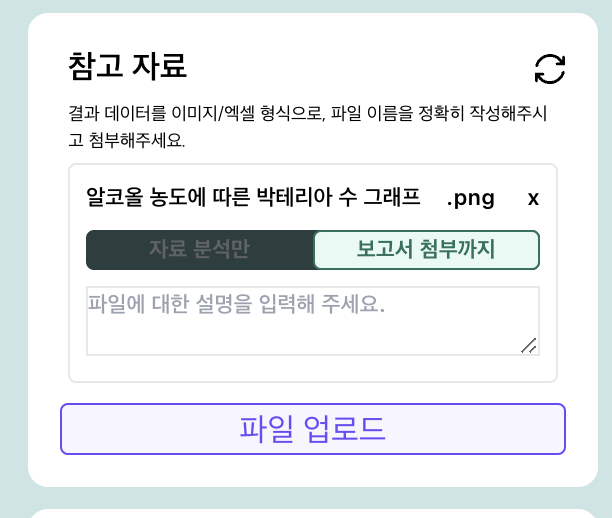 참고 자료
결과 데이터를 이미지/엑셀 형식으로, 파일 이름을 정확히 작성해주시
고 첨부해주세요.
알코올 농도에 따른 박테리아 수 그래프 .png x
자료 분석만 보고서 첨부까지
파일에 대한 설명을 입력해 주세요.
파일 업로드